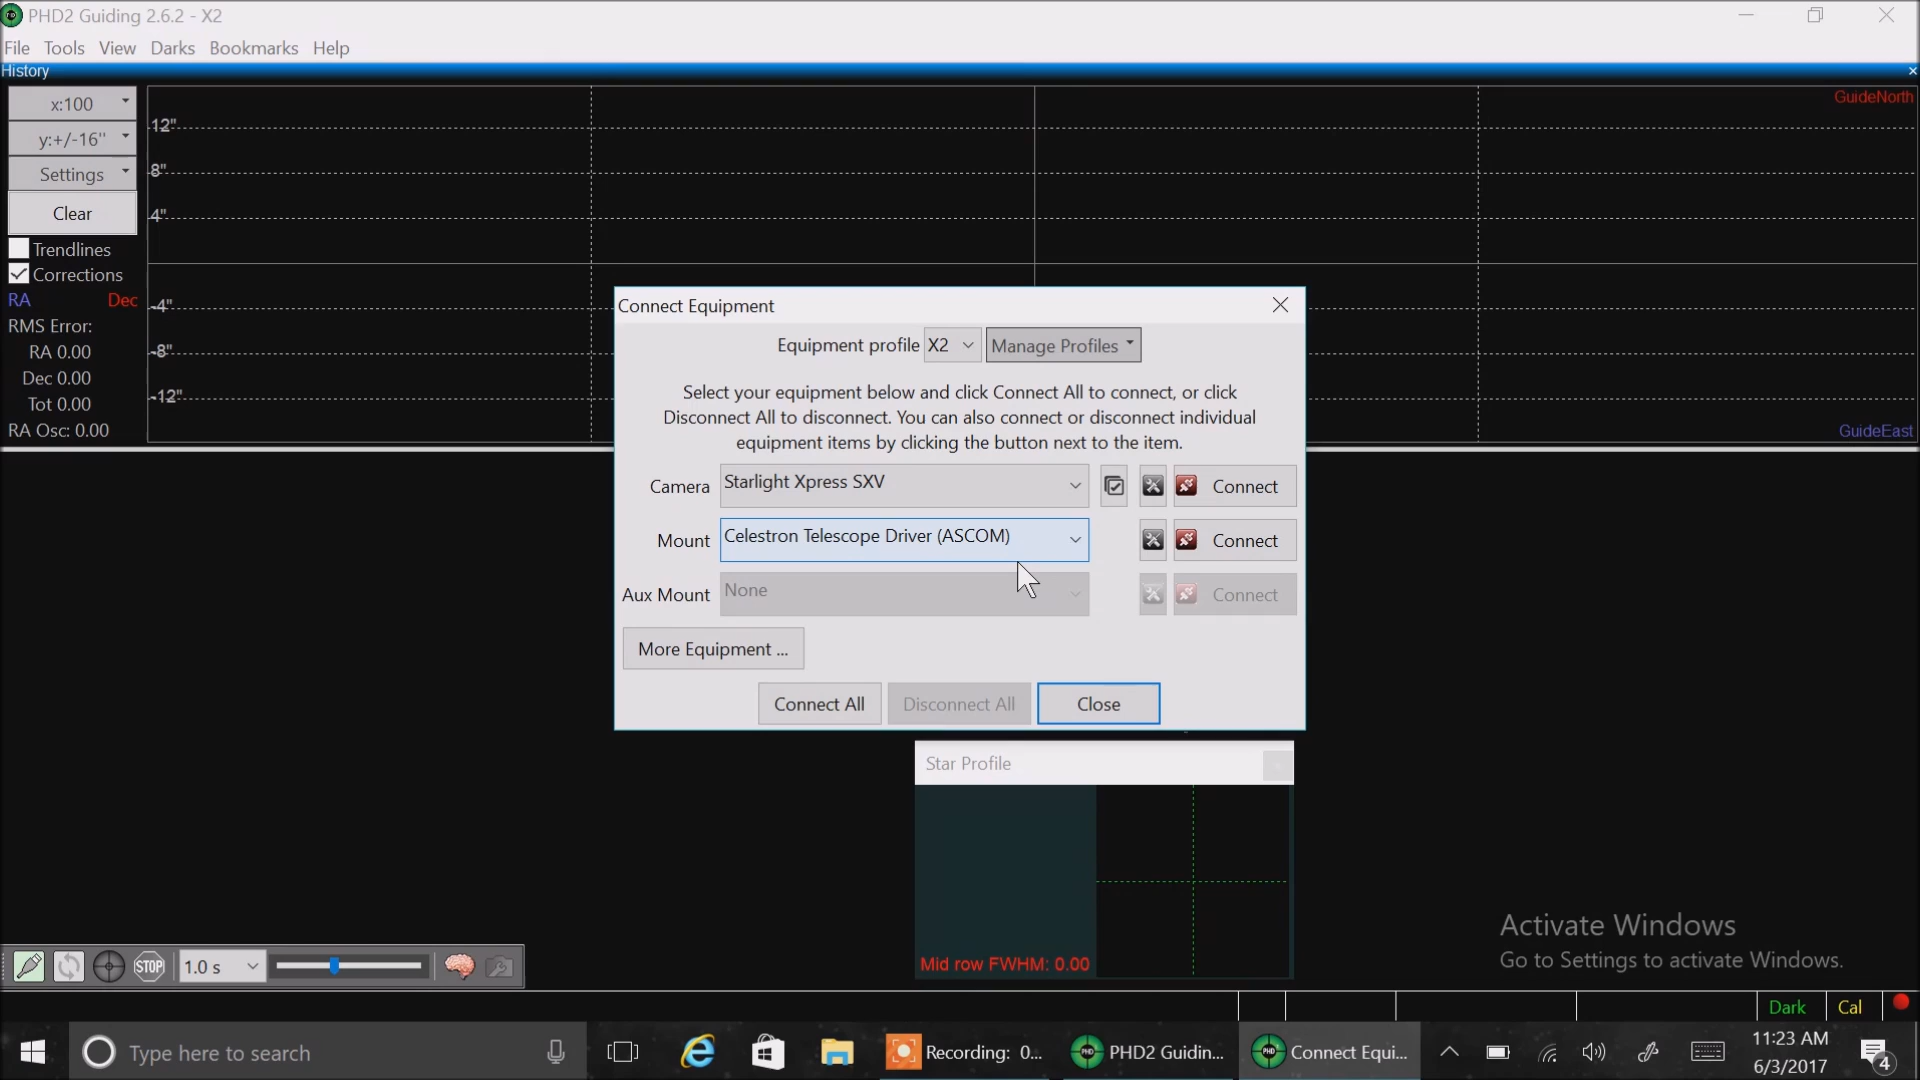 PHD2 Guiding 2.6.2 - X2
File Tools View Darks Bookmarks Help
History
x:100
y:+/-16"
Settings
Clear
Trendlines
Corrections
RA Dec
RMS Error:
RA 0.00
Dec 0.00
Tot 0.00
RA Osc: 0.00
12"
8"
4"
-4"
-8"
-12"
GuideNorth
GuideEast
Connect Equipment
Equipment profile X2 Manage Profiles
Select your equipment below and click Connect All to connect, or click
Disconnect All to disconnect. You can also connect or disconnect individual
equipment items by clicking the button next to the item.
Camera Starlight Xpress SXV Connect
Mount Celestron Telescope Driver (ASCOM) Connect
Aux Mount None Connect
More Equipment ...
Connect All Disconnect All Close
Star Profile
Mid row FWHM: 0.00
Activate Windows
Go to Settings to activate Windows.
STOP 1.0 s
Dark Cal
Type here to search
Recording: 0...
PHD PHD2 Guidin...
PHD Connect Equi...
11:23 AM
6/3/2017
4